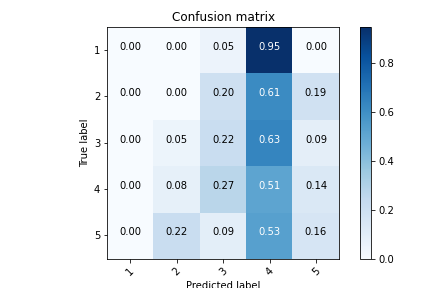 Confusion matrix
True label
1 0.00 0.00 0.05 0.95 0.00
2 0.00 0.00 0.20 0.61 0.19
3 0.00 0.05 0.22 0.63 0.09
4 0.00 0.08 0.27 0.51 0.14
5 0.00 0.22 0.09 0.53 0.16
1 2 3 4 5
Predicted label
0.8
0.6
0.4
0.2
0.0